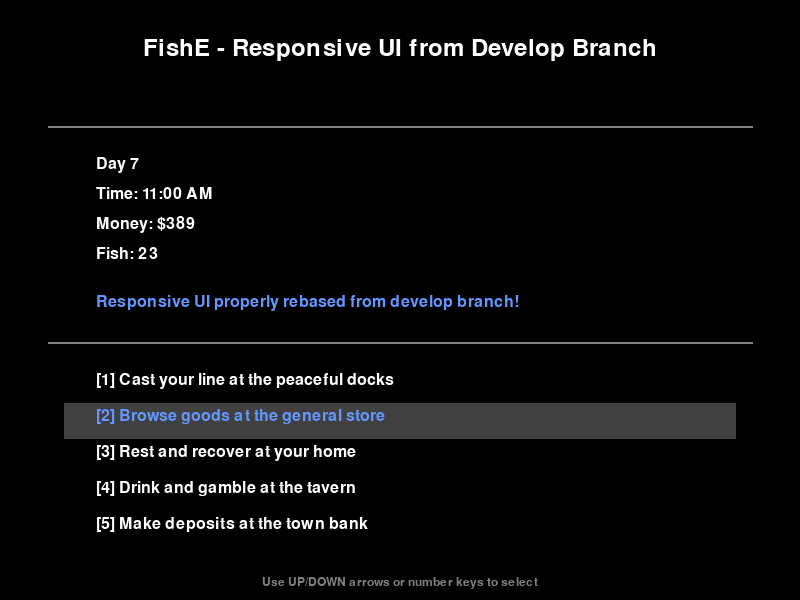 FishE - Responsive UI from Develop Branch
Day 7
Time: 11:00 AM
Money: $389
Fish: 23
Responsive UI properly rebased from develop branch!
[1] Cast your line at the peaceful docks
[2] Browse goods at the general store
[3] Rest and recover at your home
[4] Drink and gamble at the tavern
[5] Make deposits at the town bank
Use UP/DOWN arrows or number keys to select